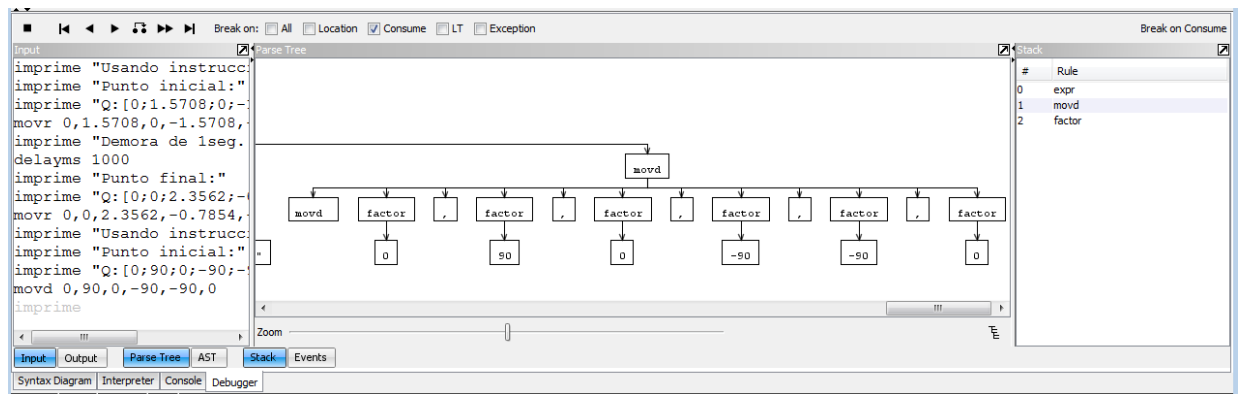 Break on: All Location Consume LT Exception Break on Consume
Input
Parse Tree
Stack
imprime "Usando instrucc
imprime "Punto inicial:"
imprime "Q:[0;1.5708;0;-1
movr 0,1.5708,0,-1.5708,-
imprime "Demora de 1seg.
delayms 1000
imprime "Punto final:"
imprime "Q:[0;0;2.3562;-0
movr 0,0,2.3562,-0.7854,-
imprime "Usando instrucc
imprime "Punto inicial:"
imprime "Q:[0;90;0;-90;-9
movd 0,90,0,-90,-90,0
imprime
movd
movd factor , factor , factor , factor , factor , factor
" 0 90 0 -90 -90 0
# Rule
0 expr
1 movd
2 factor
Zoom
Input Output Parse Tree AST Stack Events
Syntax Diagram Interpreter Console Debugger